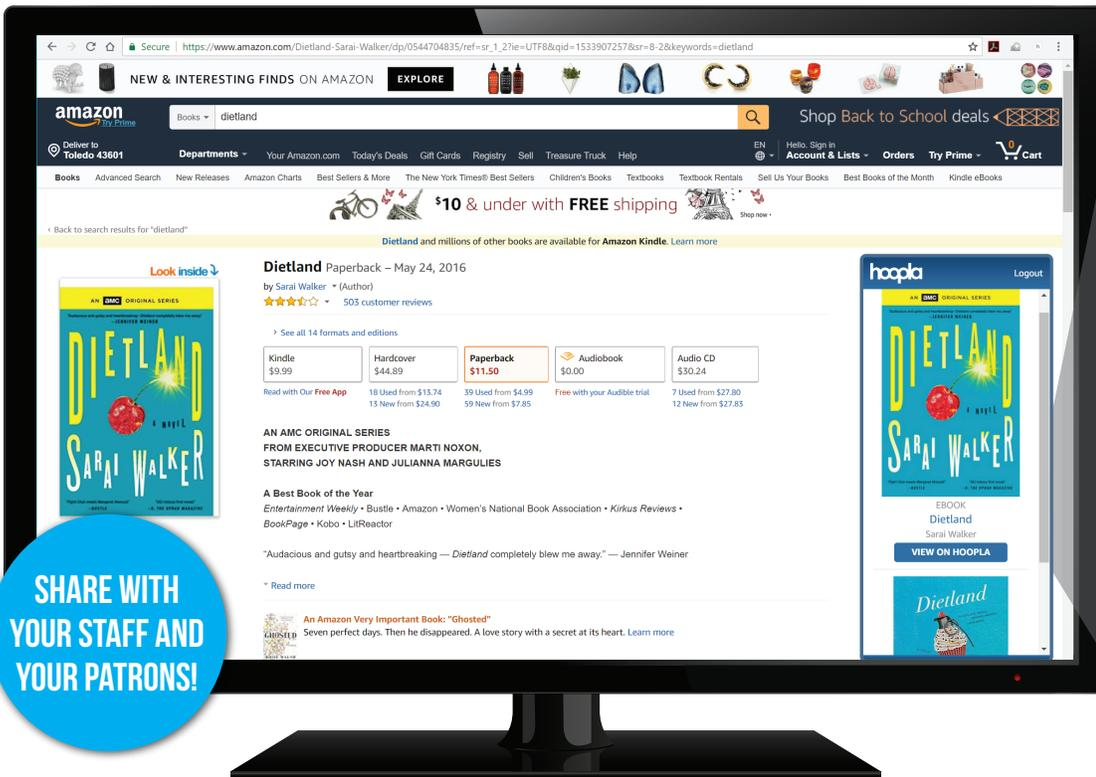 Secure | https://www.amazon.com/Dietland-Sarai-Walker/dp/0544704835/ref=sr_1_2?ie=UTF8&qid=1533907257&sr=8-2&keywords=dietland
NEW & INTERESTING FINDS ON AMAZON EXPLORE
amazon
Try Prime
Books dietland
Shop Back to School deals
Deliver to
Toledo 43601
Departments Your Amazon.com Today's Deals Gift Cards Registry Sell Treasure Truck Help
EN
Hello. Sign in
Account & Lists Orders Try Prime 0 Cart
Books Advanced Search New Releases Amazon Charts Best Sellers & More The New York Times® Best Sellers Children's Books Textbooks Textbook Rentals Sell Us Your Books Best Books of the Month Kindle eBooks
$10 & under with FREE shipping
Shop now ›
‹ Back to search results for "dietland"
Dietland and millions of other books are available for Amazon Kindle. Learn more
Look inside
AN amc ORIGINAL SERIES
DIETLAND
A NOVEL
SARAI WALKER
Dietland Paperback – May 24, 2016
by Sarai Walker (Author)
503 customer reviews
› See all 14 formats and editions
Kindle
$9.99
Read with Our Free App
Hardcover
$44.89
18 Used from $13.74
13 New from $24.90
Paperback
$11.50
39 Used from $4.99
59 New from $7.85
Audiobook
$0.00
Free with your Audible trial
Audio CD
$30.24
7 Used from $27.80
12 New from $27.83
AN AMC ORIGINAL SERIES
FROM EXECUTIVE PRODUCER MARTI NOXON,
STARRING JOY NASH AND JULIANNA MARGULIES
A Best Book of the Year
Entertainment Weekly • Bustle • Amazon • Women's National Book Association • Kirkus Reviews •
BookPage • Kobo • LitReactor
"Audacious and gutsy and heartbreaking — Dietland completely blew me away." — Jennifer Weiner
Read more
GHOSTED
An Amazon Very Important Book: "Ghosted"
Seven perfect days. Then he disappeared. A love story with a secret at its heart. Learn more
hoopla Logout
AN amc ORIGINAL SERIES
DIETLAND
A NOVEL
SARAI WALKER
EBOOK
Dietland
Sarai Walker
VIEW ON HOOPLA
Dietland
SHARE WITH
YOUR STAFF AND
YOUR PATRONS!